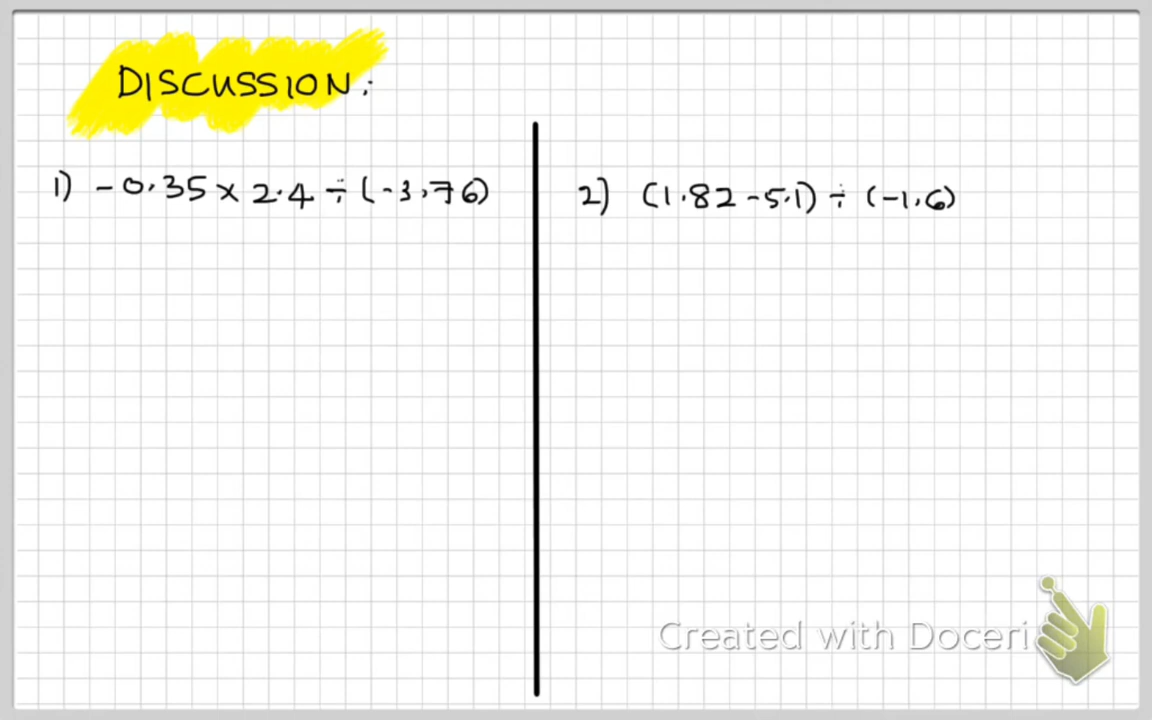 DISCUSSION:
1) -0.35 x 2.4 ÷ (-3.76)
2) (1.82 - 5.1) ÷ (-1.6)
Created with Doceri